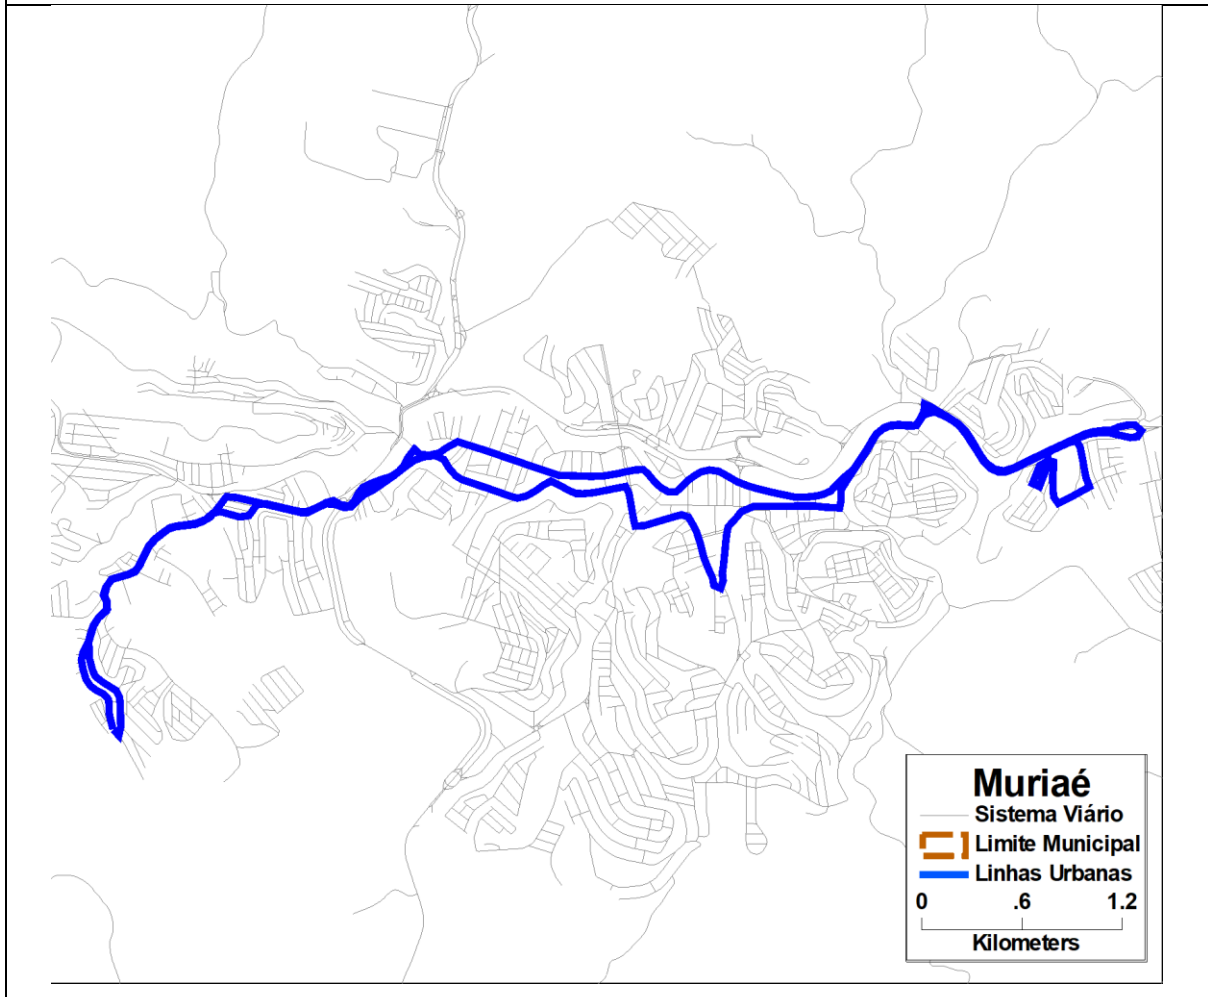 Muriaé
Sistema Viário
Limite Municipal
Linhas Urbanas
0 .6 1.2
Kilometers